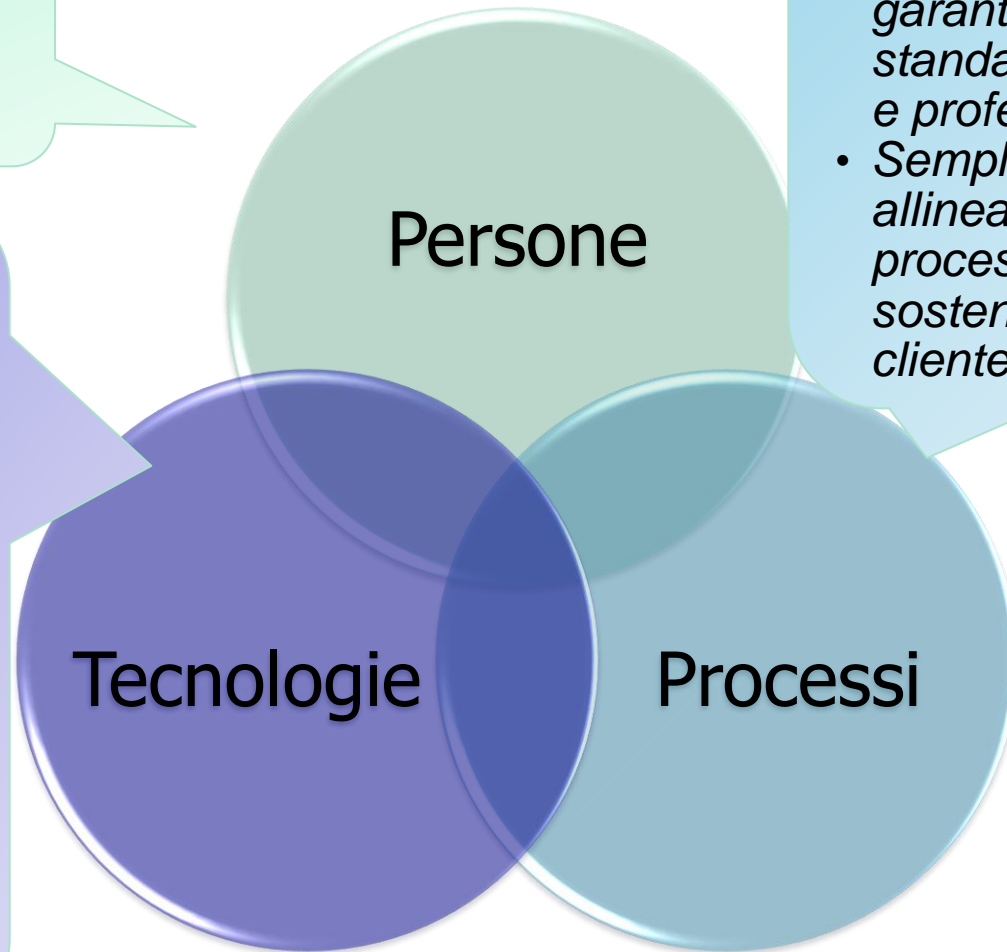 garant
standa
e profe
• Sempl
allinea
proces
sosten
cliente
Persone
Tecnologie
Processi